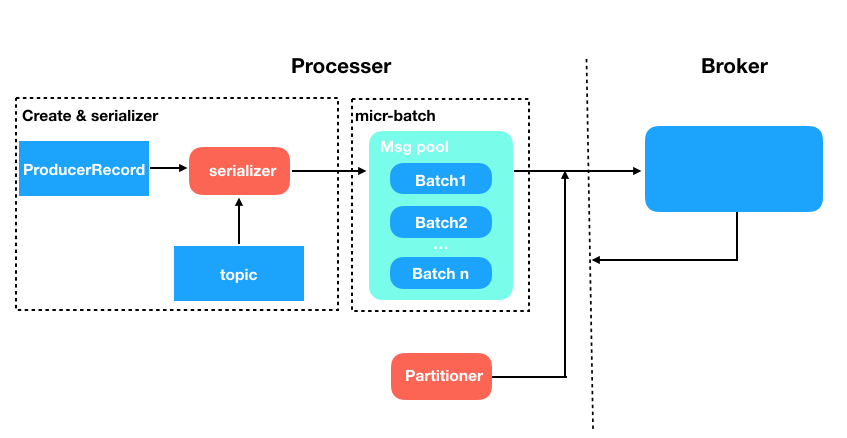 Processer
Broker
Create & serializer
micr-batch
Msg pool
ProducerRecord
serializer
Batch1
Batch2
...
Batch n
topic
Partitioner